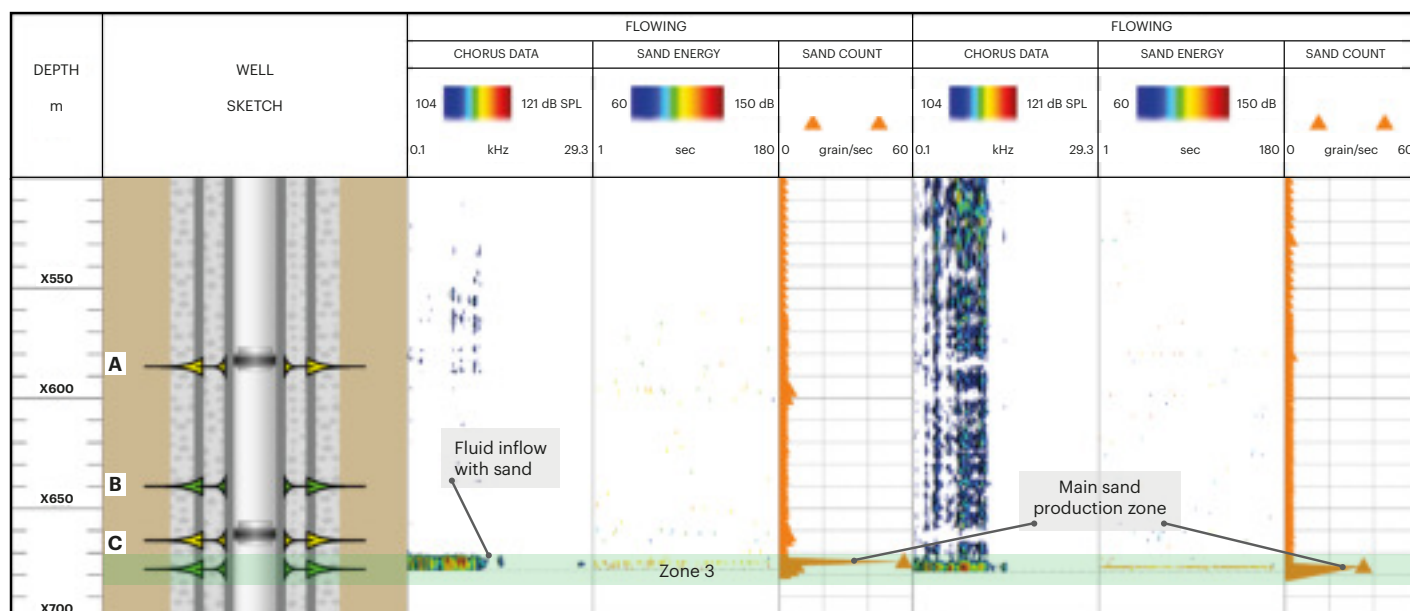 FLOWING
FLOWING
DEPTH
m
WELL
SKETCH
CHORUS DATA
SAND ENERGY
SAND COUNT
CHORUS DATA
SAND ENERGY
SAND COUNT
104
121 dB SPL
60
150 dB
104
121 dB SPL
60
150 dB
0.1 kHz 29.3
1 sec 180
0 grain/sec 60
0.1 kHz 29.3
1 sec 180
0 grain/sec 60
X550
A
X600
Fluid inflow
with sand
B
X650
Main sand
production zone
C
Zone 3
X700